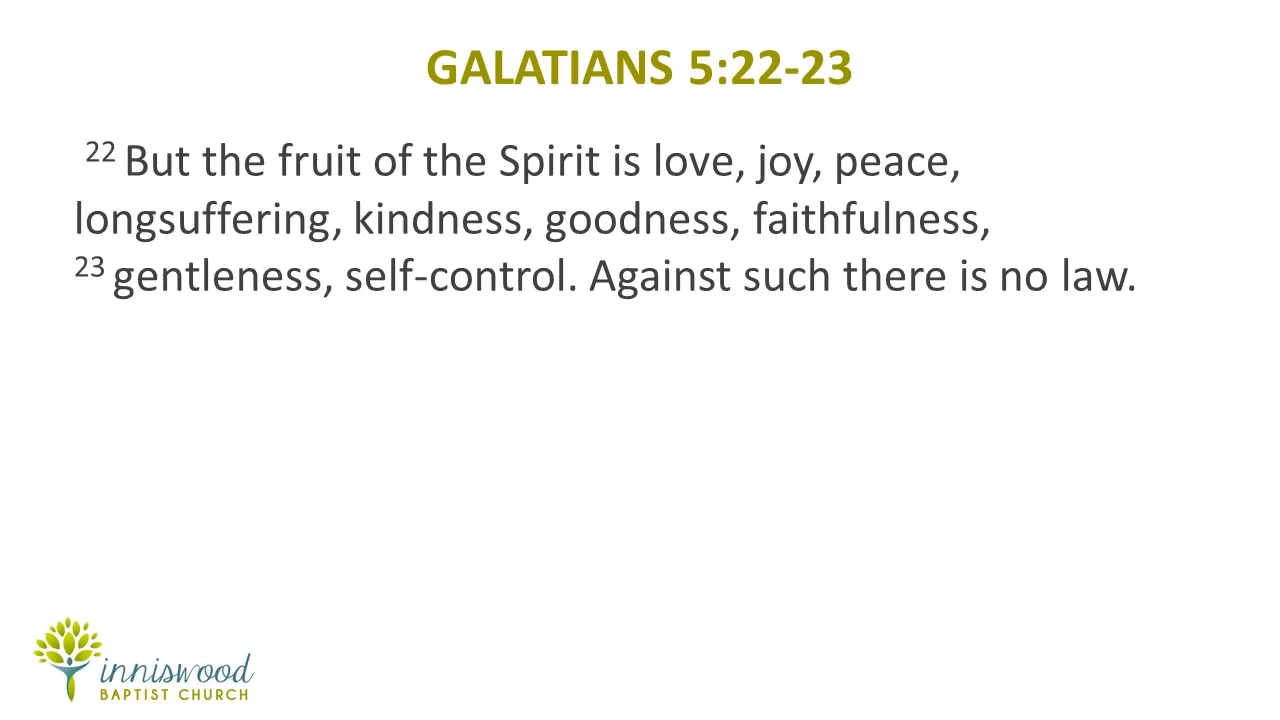 GALATIANS 5:22-23
22 But the fruit of the Spirit is love, joy, peace,
longsuffering, kindness, goodness, faithfulness,
23 gentleness, self-control. Against such there is no law.
inniswood
BAPTIST CHURCH